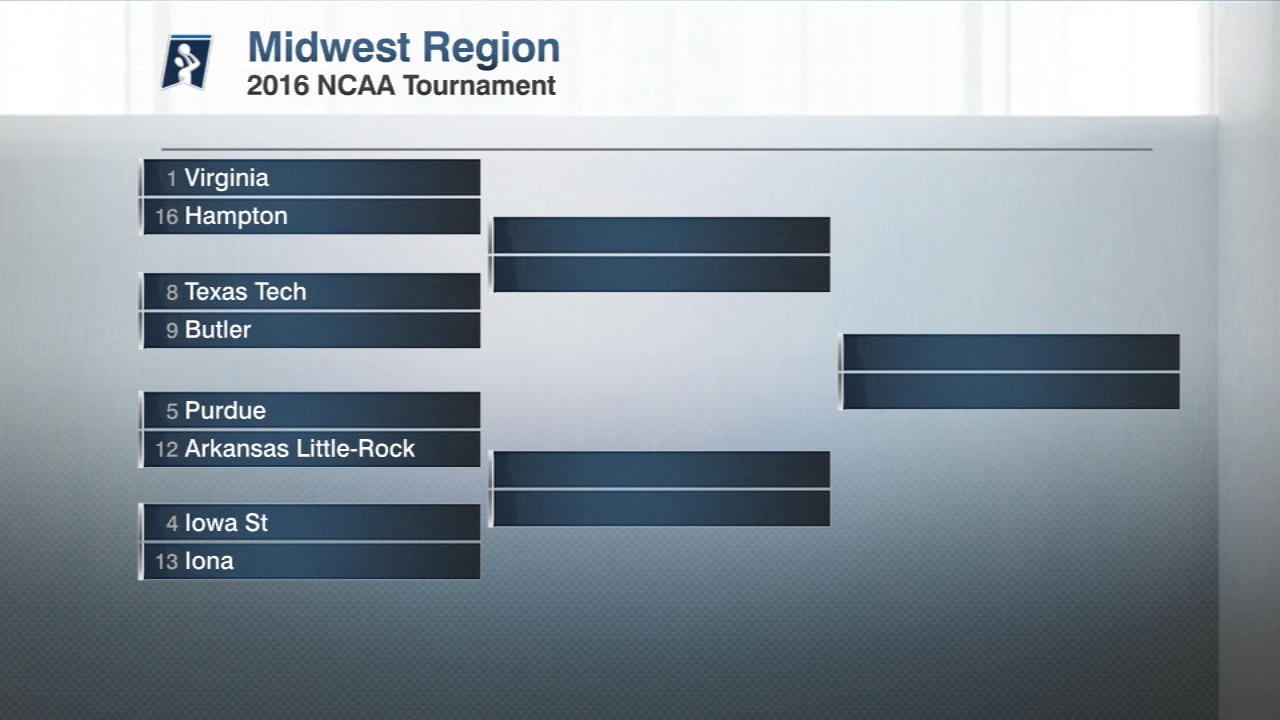 Midwest Region
2016 NCAA Tournament
1 Virginia
16 Hampton
8 Texas Tech
9 Butler
5 Purdue
12 Arkansas Little-Rock
4 Iowa St
13 Iona